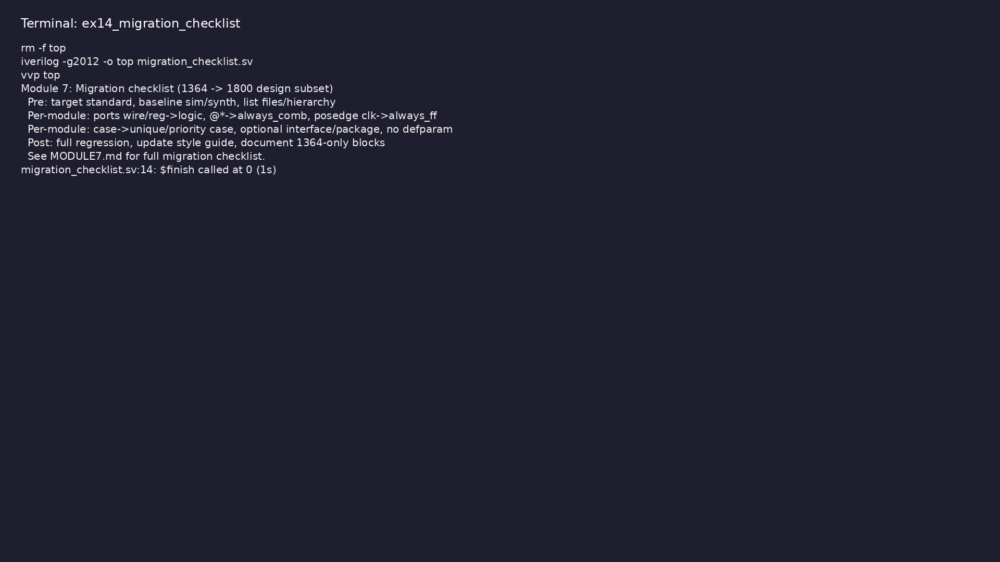 Terminal: ex14_migration_checklist
rm -f top
iverilog -g2012 -o top migration_checklist.sv
vvp top
Module 7: Migration checklist (1364 -> 1800 design subset)
Pre: target standard, baseline sim/synth, list files/hierarchy
Per-module: ports wire/reg->logic, @*->always_comb, posedge clk->always_ff
Per-module: case->unique/priority case, optional interface/package, no defparam
Post: full regression, update style guide, document 1364-only blocks
See MODULE7.md for full migration checklist.
migration_checklist.sv:14: $finish called at 0 (1s)